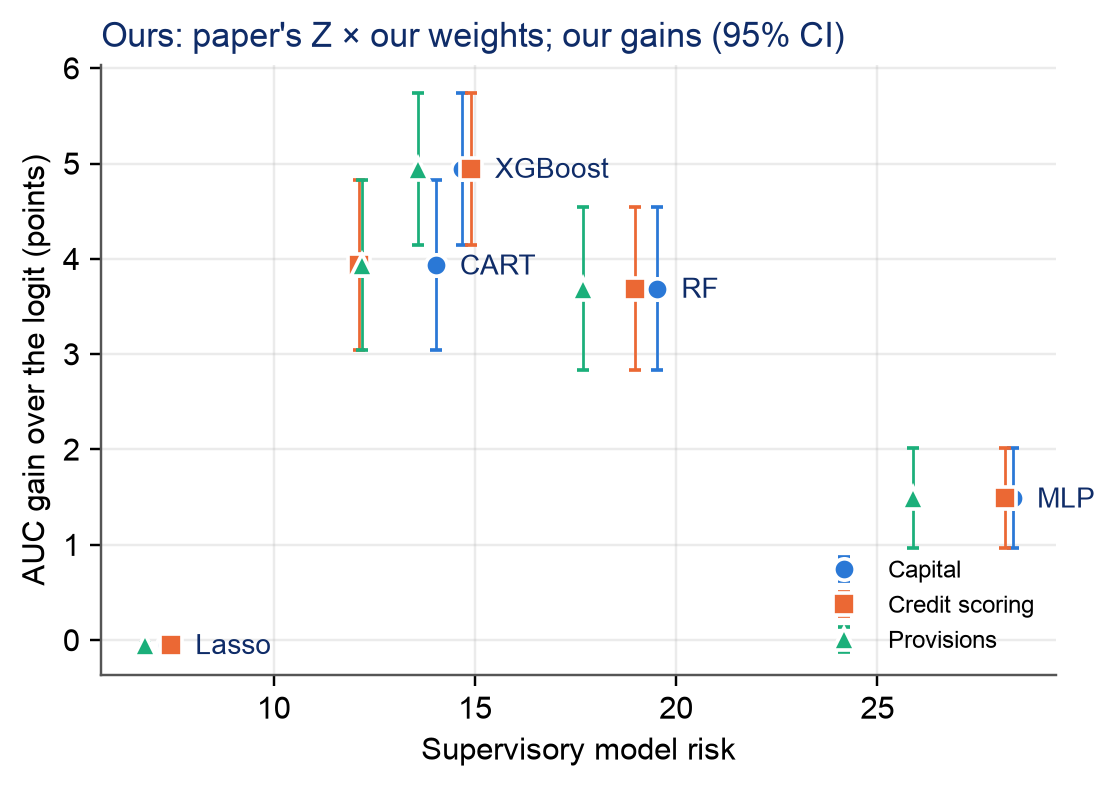 Ours: paper's Z × our weights; our gains (95% CI)
6
5
4
3
2
1
0
AUC gain over the logit (points)
XGBoost
CART
RF
MLP
Lasso
Capital
Credit scoring
Provisions
10
15
20
25
Supervisory model risk